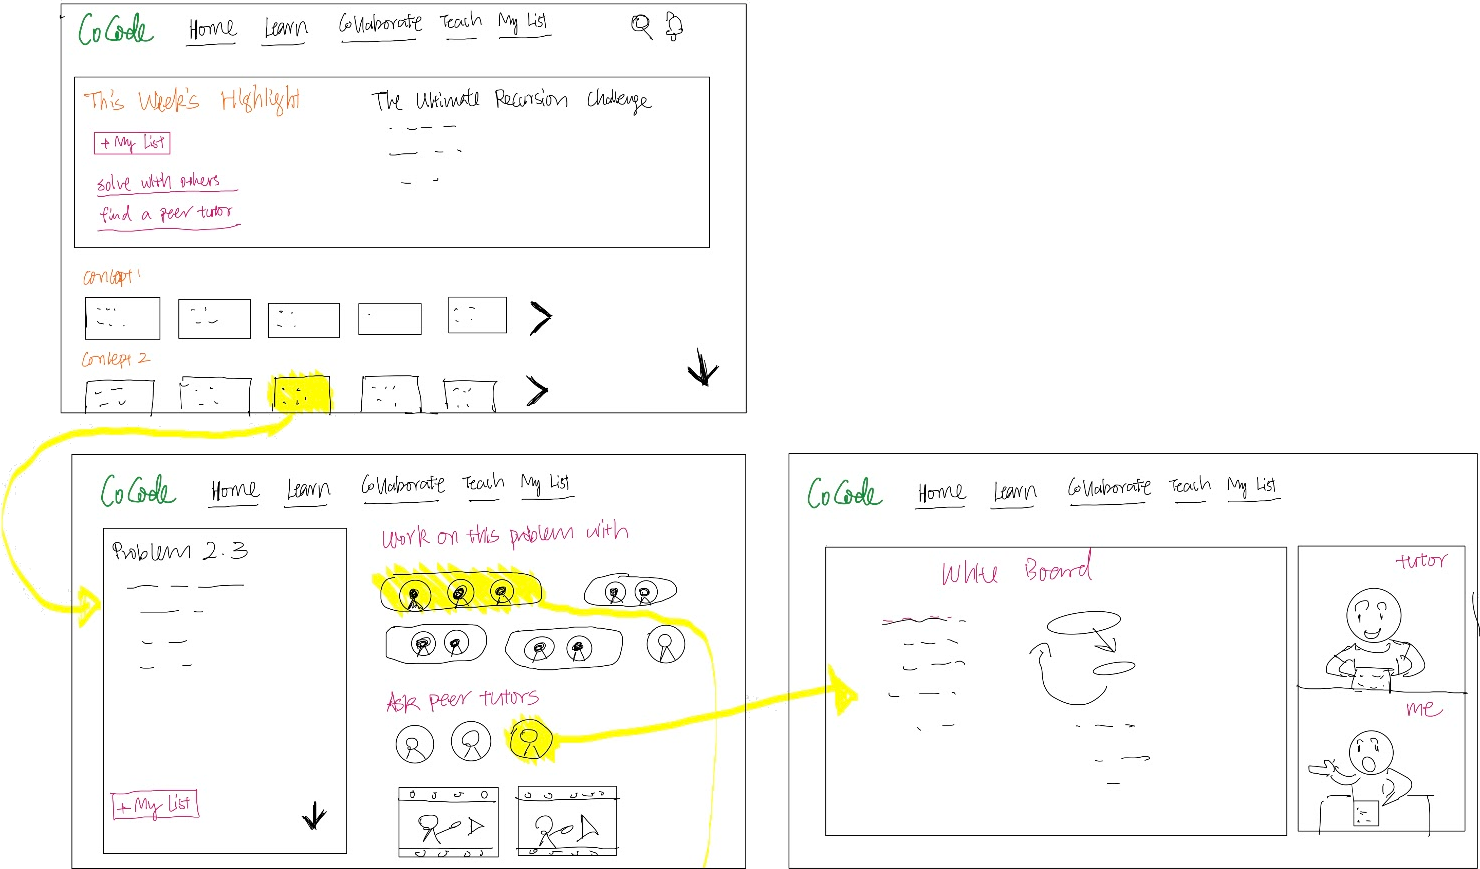 CoCode Home Learn Collaborate Teach My List
This Week's Highlight
The Ultimate Recursion Challenge
+ My List
solve with others
find a peer tutor
concept 1
concept 2
CoCode Home Learn Collaborate Teach My List
Problem 2.3
+ My List
Work on this problem with
Ask peer tutors
CoCode Home Learn Collaborate Teach My List
White Board
tutor
me